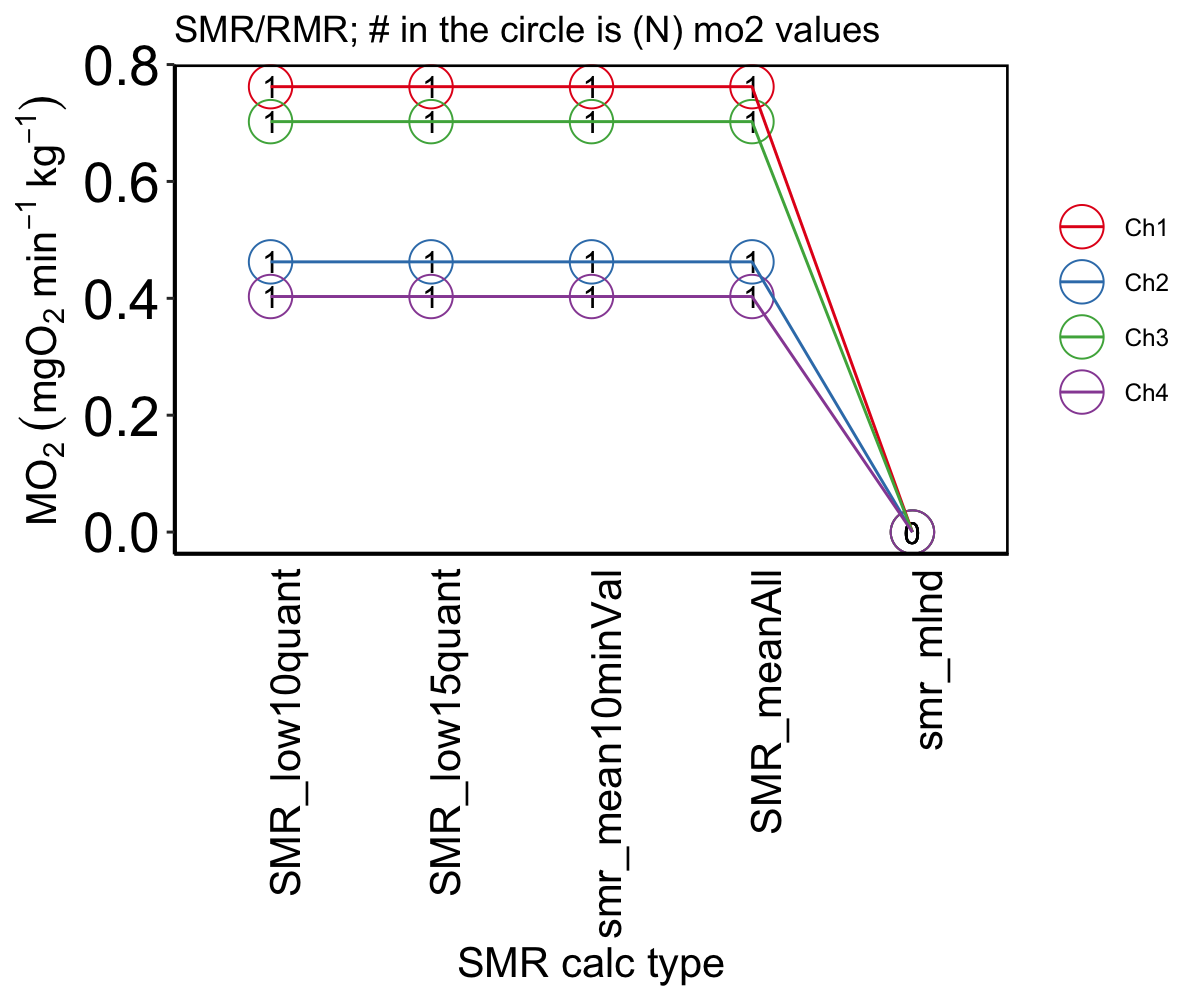 SMR/RMR; # in the circle is (N) mo2 values
MO₂ (mgO₂ min⁻¹ kg⁻¹)
0.8
0.6
0.4
0.2
0.0
1 1 1 1
1 1 1 1
1 1 1 1
1 1 1 1
0
Ch1
Ch2
Ch3
Ch4
SMR_low10quant
SMR_low15quant
smr_mean10minVal
SMR_meanAll
smr_mlnd
SMR calc type